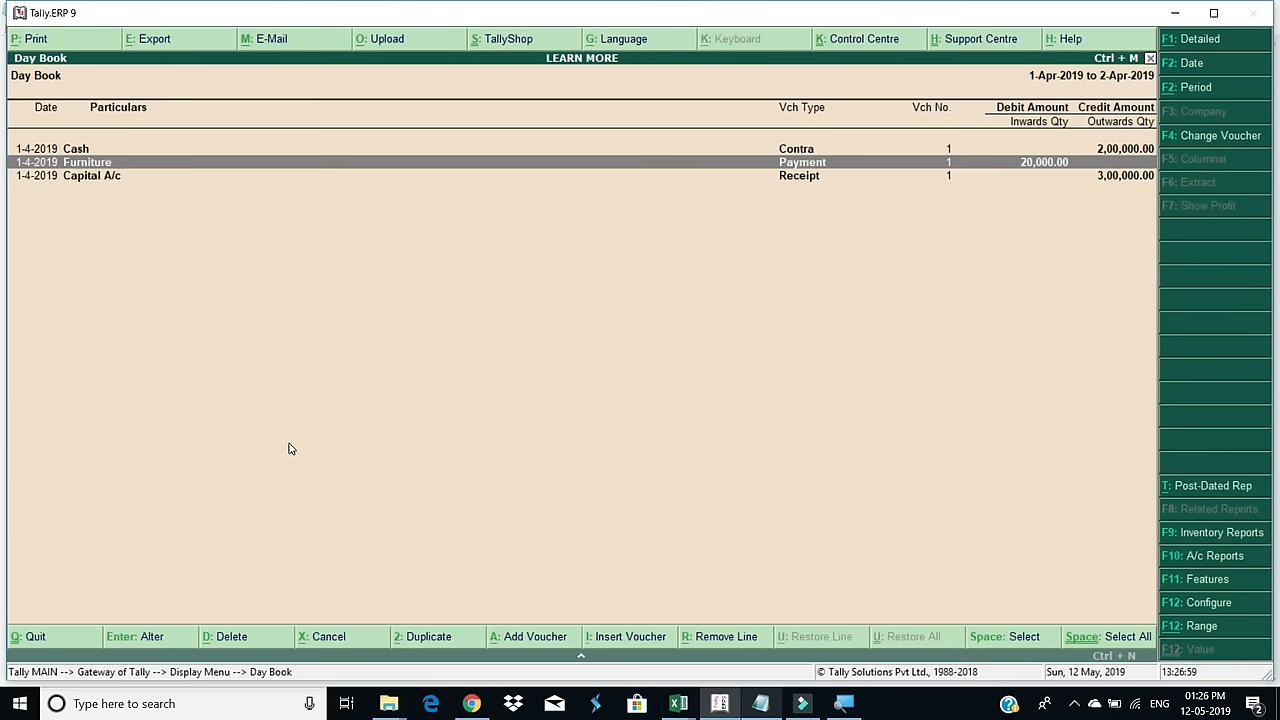 Tally.ERP 9
P: Print E: Export M: E-Mail O: Upload S: TallyShop G: Language K: Keyboard K: Control Centre H: Support Centre H: Help
Day Book LEARN MORE Ctrl + M
Day Book 1-Apr-2019 to 2-Apr-2019
Date Particulars Vch Type Vch No. Debit Amount Credit Amount
Inwards Qty Outwards Qty
1-4-2019 Cash Contra 1 2,00,000.00
1-4-2019 Furniture Payment 1 20,000.00
1-4-2019 Capital A/c Receipt 1 3,00,000.00
F1: Detailed
F2: Date
F2: Period
F3: Company
F4: Change Voucher
F5: Columnar
F6: Extract
F7: Show Profit
T: Post-Dated Rep
F8: Related Reports
F9: Inventory Reports
F10: A/c Reports
F11: Features
F12: Configure
F12: Range
F12: Value
Q: Quit Enter: Alter D: Delete X: Cancel 2: Duplicate A: Add Voucher I: Insert Voucher R: Remove Line U: Restore Line U: Restore All Space: Select Space: Select All
Ctrl + N
Tally MAIN --> Gateway of Tally --> Display Menu --> Day Book © Tally Solutions Pvt Ltd., 1988-2018 Sun, 12 May, 2019 13:26:59
Type here to search ENG 01:26 PM
12-05-2019 2